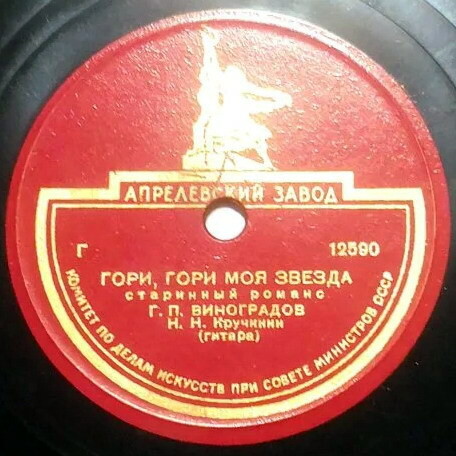 АПРЕЛЕВСКИЙ ЗАВОД
Г 12590
ГОРИ, ГОРИ МОЯ ЗВЕЗДА
старинный романс
Г. П. ВИНОГРАДОВ
Н. Н. Кручинин
(гитара)
КОМИТЕТ ПО ДЕЛАМ ИСКУССТВ ПРИ СОВЕТЕ МИНИСТРОВ СССР